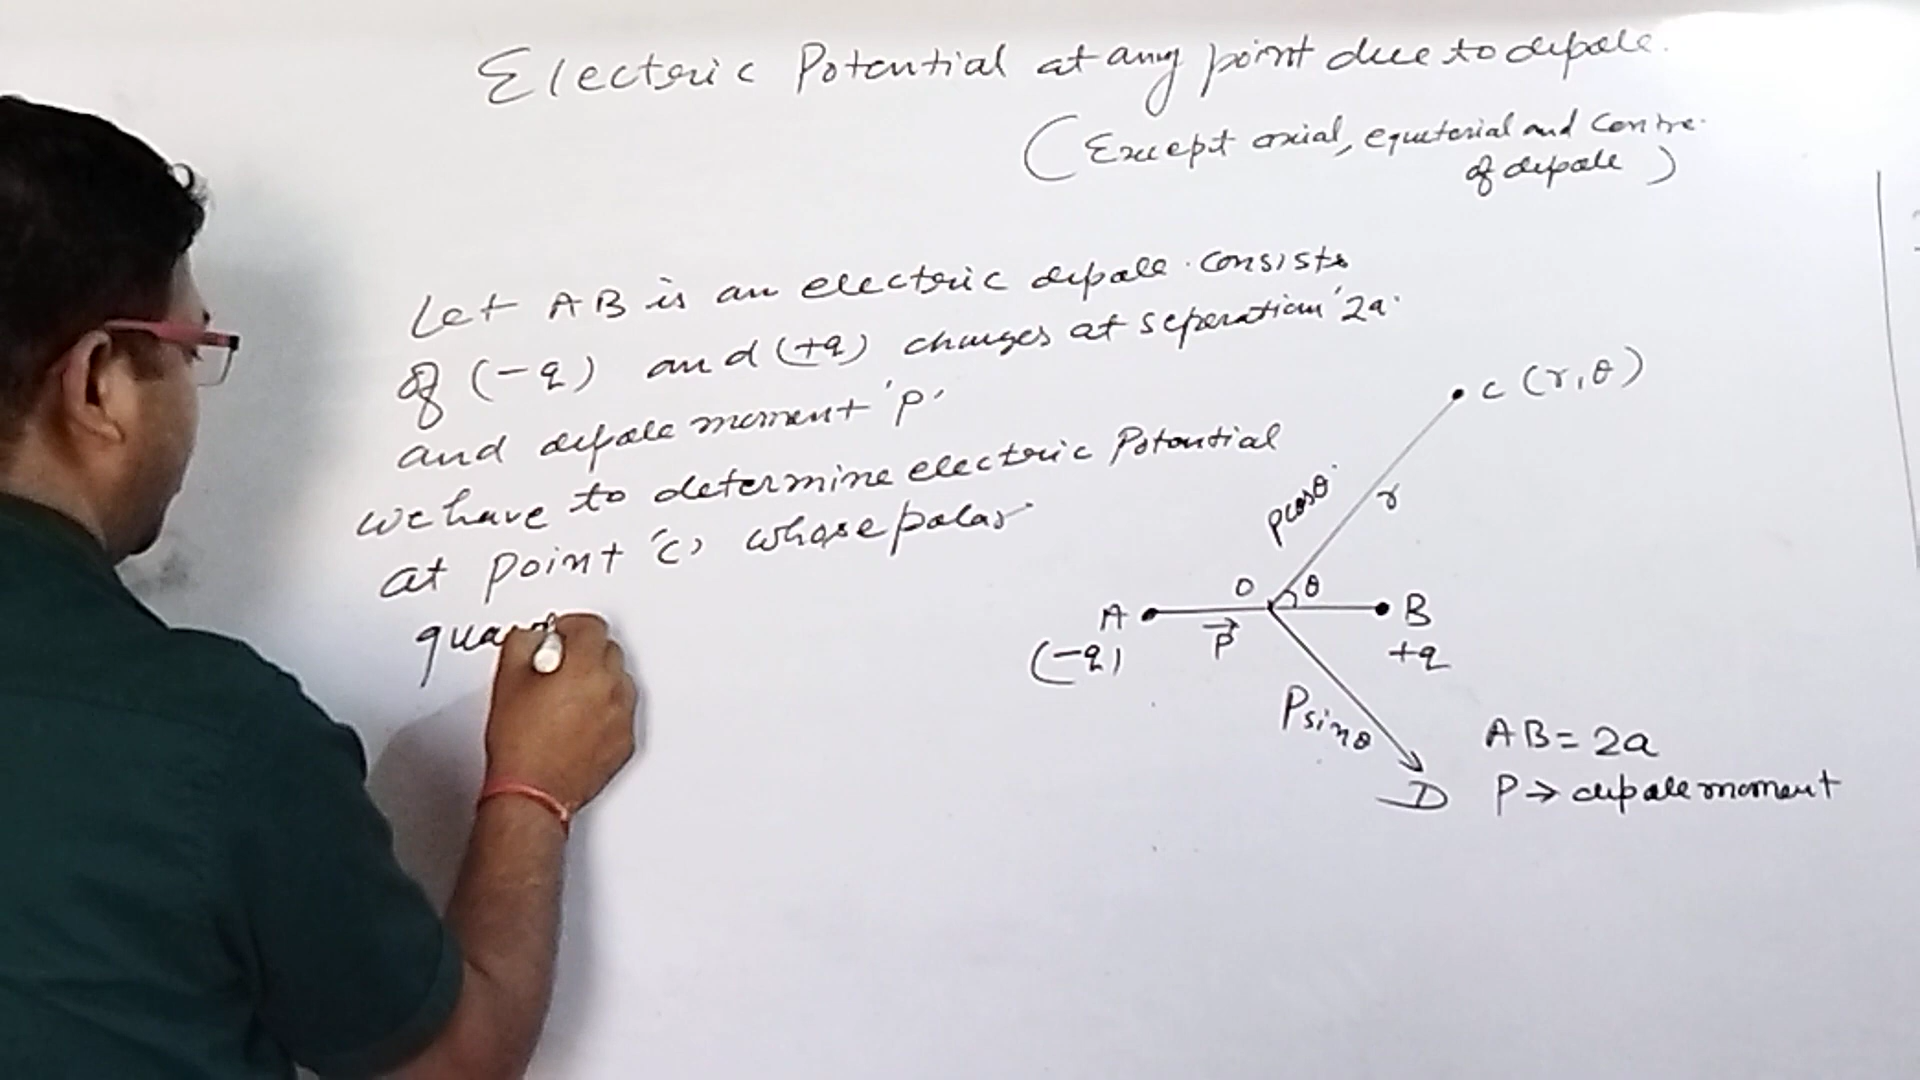 Electric Potential at any point due to dipole.
(Except axial, equatorial and centre
of dipole)
Let AB is an electric dipole consists
of (-q) and (+q) charges at seperation '2a'
and dipole moment 'p'
we have to determine electric Potential
at point 'C' whose polar
C (r, θ)
pcosθ
r
O θ
A B
p⃗
(-q) +q
Psinθ
AB = 2a
D P → dipole moment